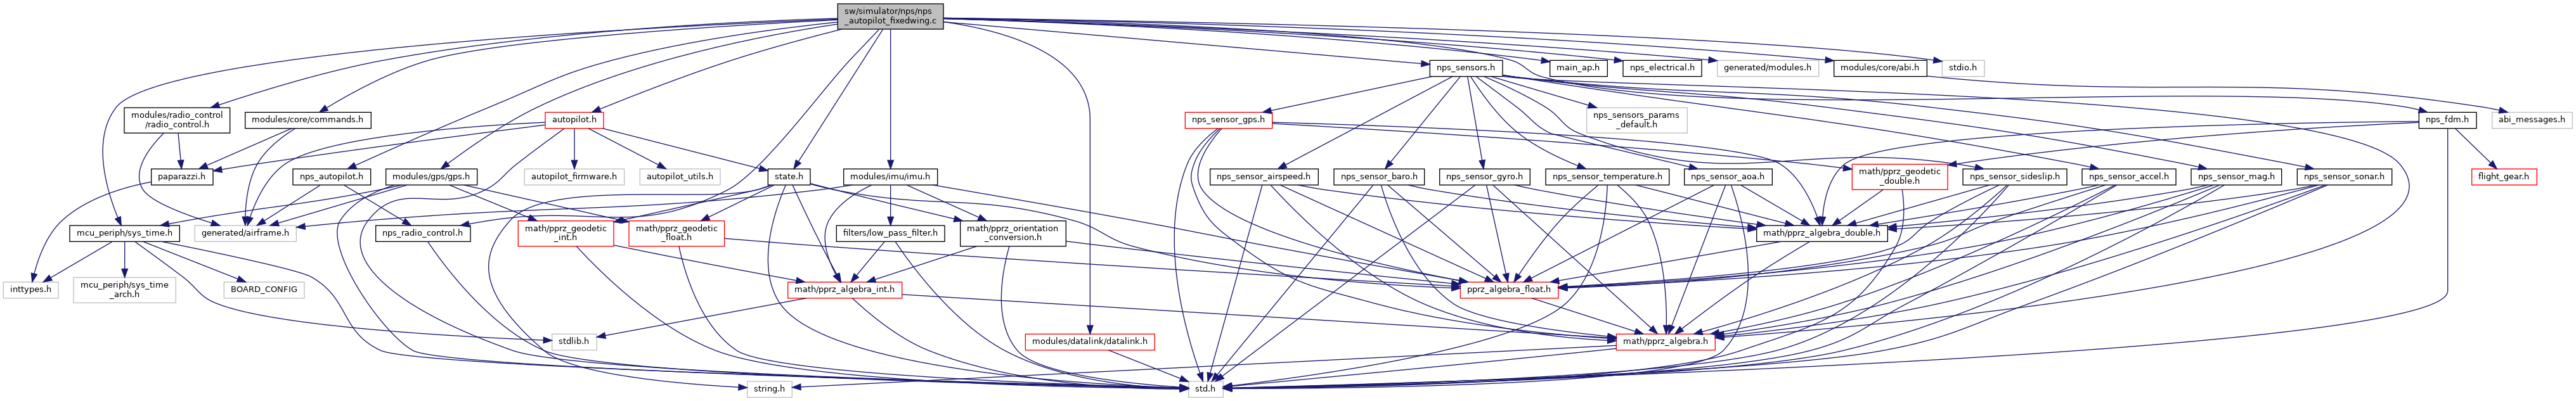 sw/simulator/nps/nps
_autopilot_fixedwing.c
nps_sensors.h
main_ap.h
nps_electrical.h
generated/modules.h
modules/core/abi.h
stdio.h
modules/radio_control
/radio_control.h
modules/core/commands.h
autopilot.h
nps_sensor_gps.h
nps_sensors_params
_default.h
nps_fdm.h
abi_messages.h
paparazzi.h
nps_autopilot.h
modules/gps/gps.h
autopilot_firmware.h
autopilot_utils.h
state.h
modules/imu/imu.h
nps_sensor_airspeed.h
nps_sensor_baro.h
nps_sensor_gyro.h
nps_sensor_temperature.h
nps_sensor_aoa.h
math/pprz_geodetic
_double.h
nps_sensor_sideslip.h
nps_sensor_accel.h
nps_sensor_mag.h
nps_sensor_sonar.h
flight_gear.h
mcu_periph/sys_time.h
generated/airframe.h
nps_radio_control.h
math/pprz_geodetic
_int.h
math/pprz_geodetic
_float.h
filters/low_pass_filter.h
math/pprz_orientation
_conversion.h
math/pprz_algebra_double.h
inttypes.h
mcu_periph/sys_time
_arch.h
BOARD_CONFIG
math/pprz_algebra_int.h
pprz_algebra_float.h
stdlib.h
modules/datalink/datalink.h
math/pprz_algebra.h
string.h
std.h